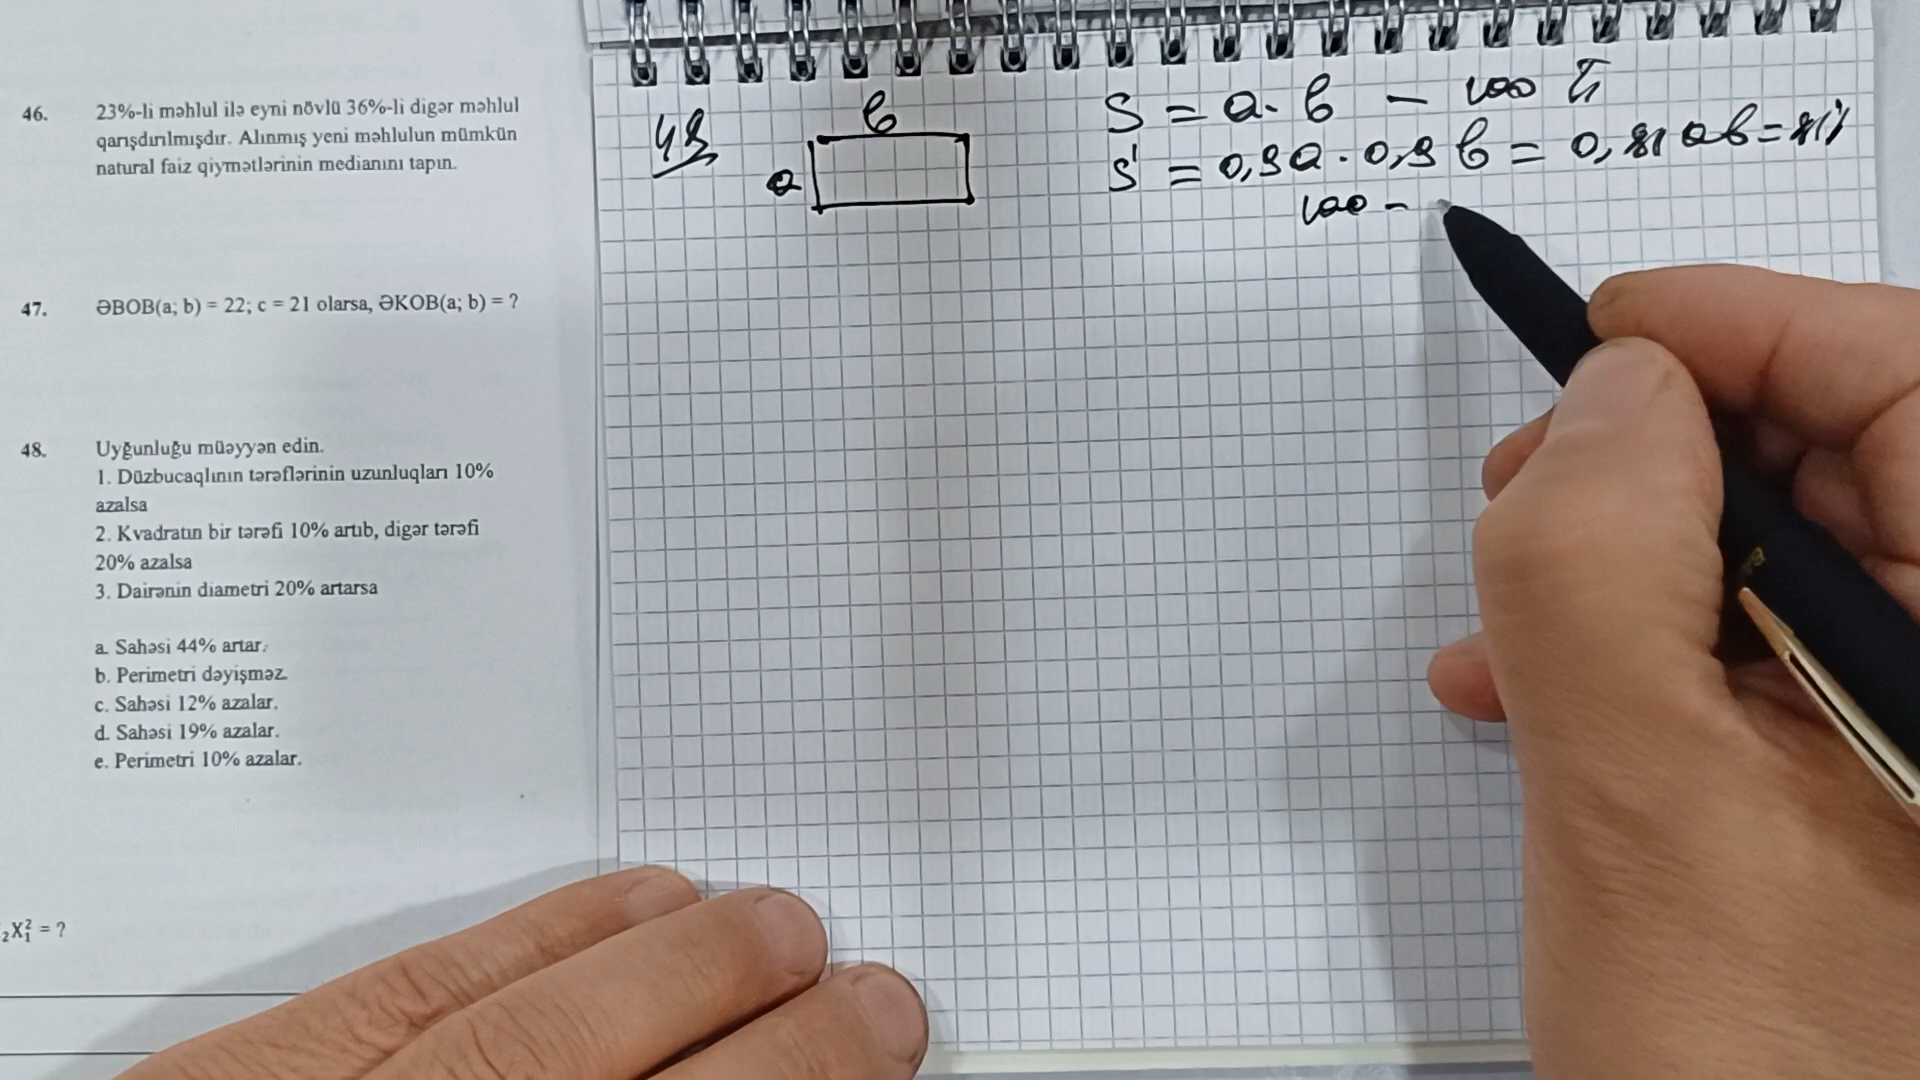 46. 23%-li məhlul ilə eyni növlü 36%-li digər məhlul
qarışdırılmışdır. Alınmış yeni məhlulun mümkün
natural faiz qiymətlərinin medianını tapın.
47. ƏBOB(a; b) = 22; c = 21 olarsa, ƏKOB(a; b) = ?
48. Uyğunluğu müəyyən edin.
1. Düzbucaqlının tərəflərinin uzunluqları 10%
azalsa
2. Kvadratın bir tərəfi 10% artıb, digər tərəfi
20% azalsa
3. Dairənin diametri 20% artarsa
a. Sahəsi 44% artar.
b. Perimetri dəyişməz.
c. Sahəsi 12% azalar.
d. Sahəsi 19% azalar.
e. Perimetri 10% azalar.
₂X₁² = ?
48
b
a
S = a · b — 100 %
S' = 0,9a · 0,9b = 0,81ab = 81%
100 -